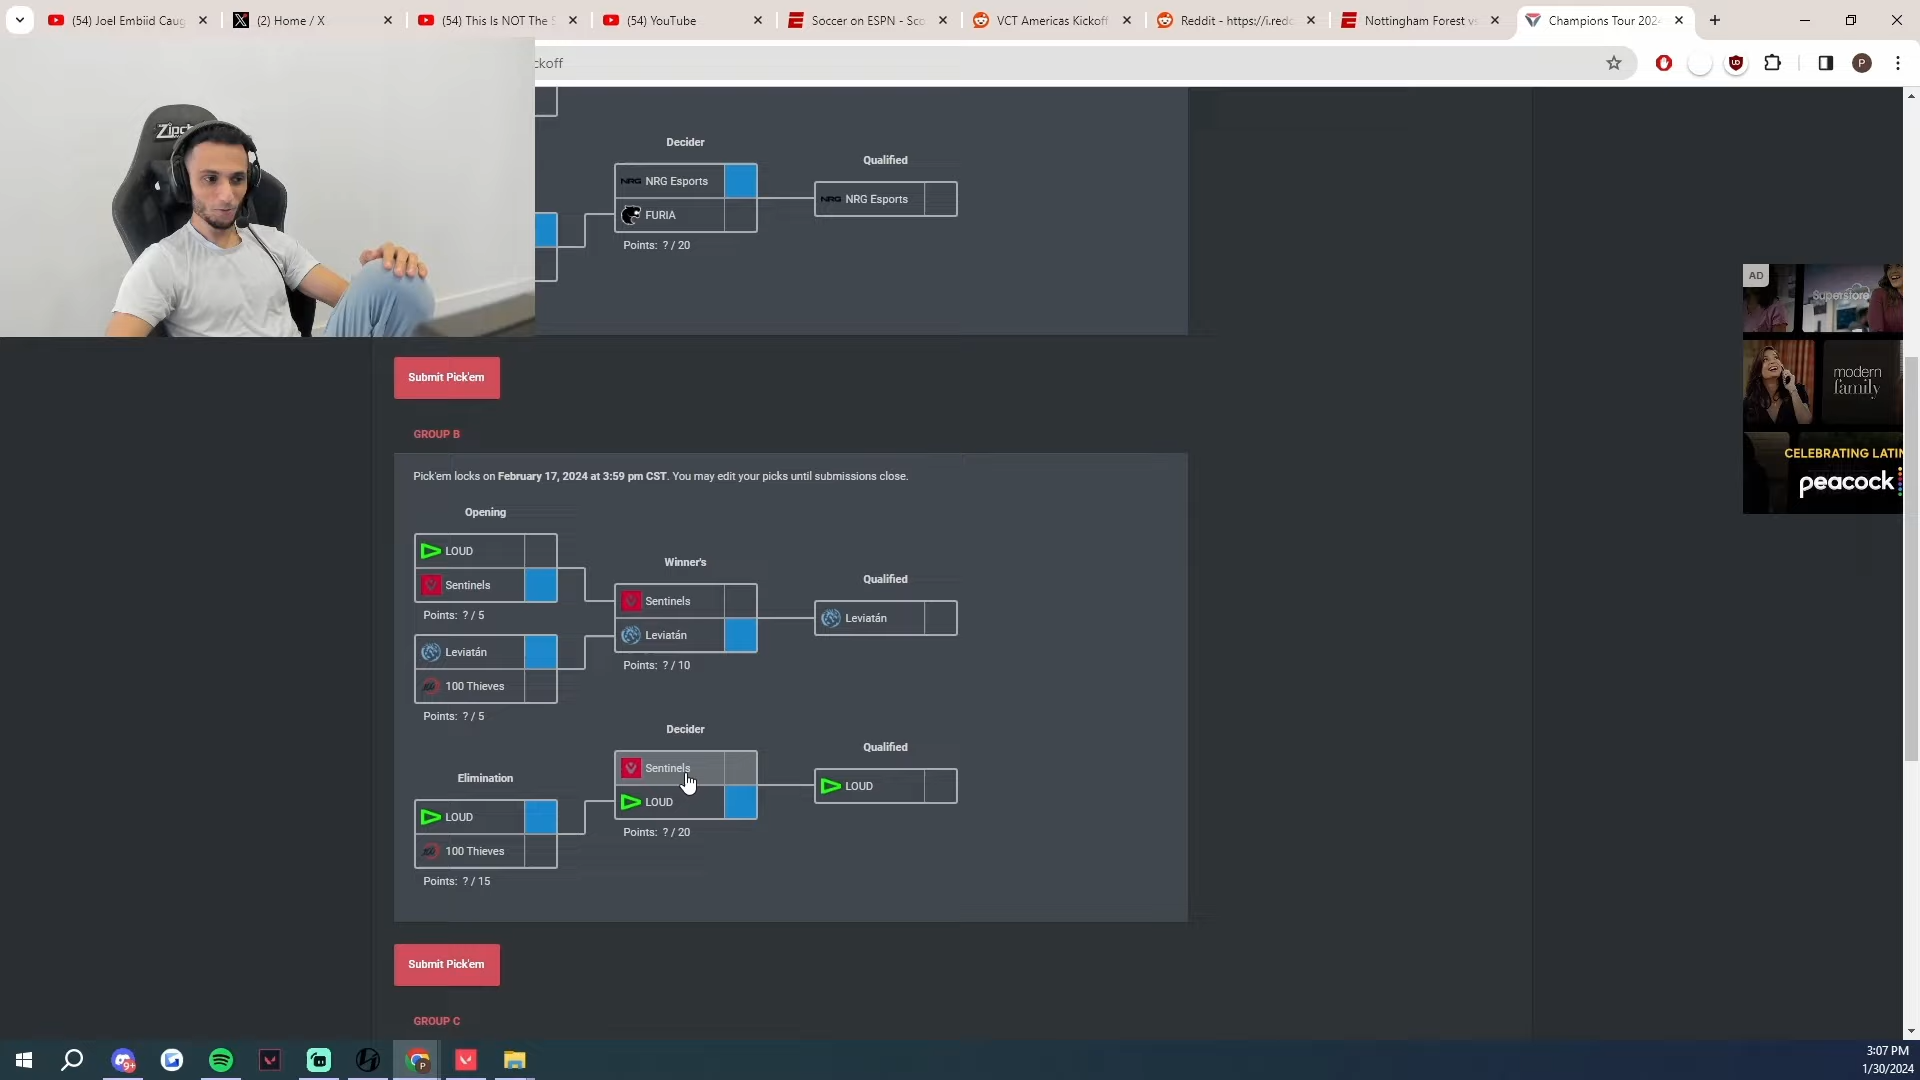 (54) Joel Embiid Caug
(2) Home / X
(54) This Is NOT The S
(54) YouTube
Soccer on ESPN - Sco
VCT Americas Kickoff
Reddit - https://i.redd
Nottingham Forest vs
Champions Tour 2024
ckoff
P
Zipch
Decider
NRG Esports
FURIA
Points: ? / 20
Qualified
NRG Esports
AD
Superstore
modern
family
CELEBRATING LATIN
peacock
Submit Pick'em
GROUP B
Pick'em locks on February 17, 2024 at 3:59 pm CST. You may edit your picks until submissions close.
Opening
LOUD
Sentinels
Points: ? / 5
Leviatán
100 Thieves
Points: ? / 5
Winner's
Sentinels
Leviatán
Points: ? / 10
Qualified
Leviatán
Elimination
LOUD
100 Thieves
Points: ? / 15
Decider
Sentinels
LOUD
Points: ? / 20
Qualified
LOUD
Submit Pick'em
GROUP C
9+
3:07 PM
1/30/2024